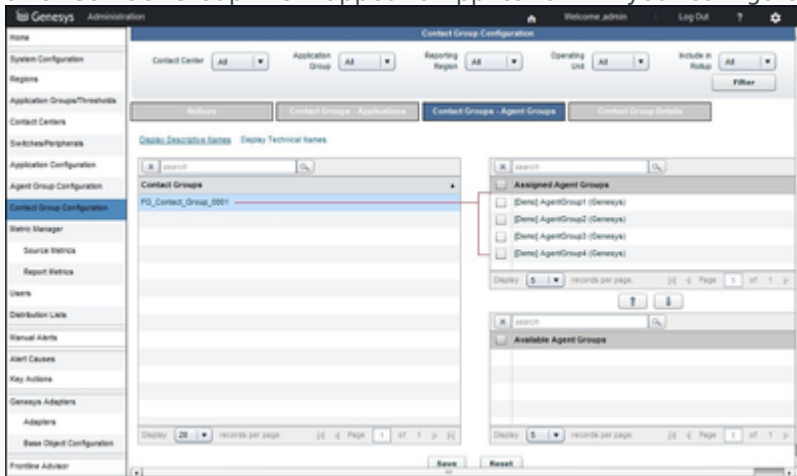 Genesys Administration
Welcome, admin Log Out ?
Contact Group Configuration
Home
System Configuration
Regions
Application Groups/Thresholds
Contact Centers
Switches/Peripherals
Application Configuration
Agent Group Configuration
Contact Group Configuration
Metric Manager
Source Metrics
Report Metrics
Users
Distribution Lists
Manual Alerts
Alert Causes
Key Actions
Genesys Adapters
Adapters
Base Object Configuration
Frontline Advisor
Contact Center All
Application Group All
Reporting Region All
Operating Unit All
Include in Rollup All
Filter
Rollups
Contact Groups - Applications
Contact Groups - Agent Groups
Contact Group Details
Display Descriptive Names Display Technical Names
x search
Contact Groups
FG_Contact_Group_0001
Display 20 records per page. Page 1 of 1
x search
Assigned Agent Groups
[Demo] AgentGroup1 (Genesys)
[Demo] AgentGroup2 (Genesys)
[Demo] AgentGroup3 (Genesys)
[Demo] AgentGroup4 (Genesys)
Display 5 records per page. Page 1 of 1
x search
Available Agent Groups
Display 5 records per page. Page 1 of 1
Save Reset